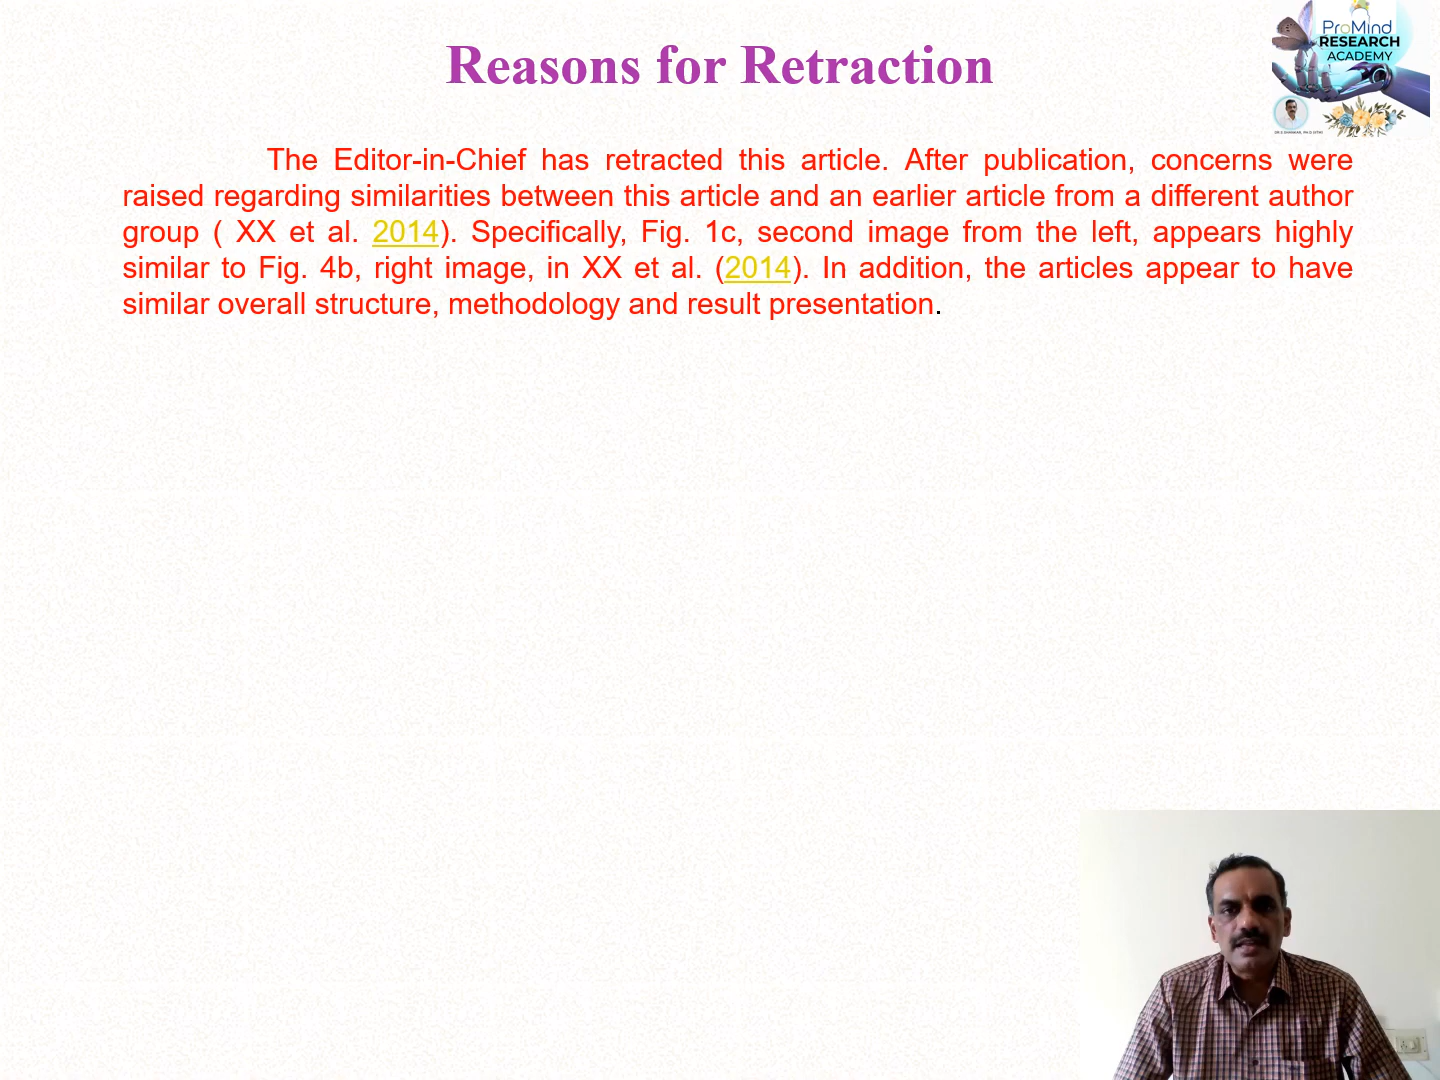 Reasons for Retraction
ProMind
RESEARCH
ACADEMY
The Editor-in-Chief has retracted this article. After publication, concerns were
raised regarding similarities between this article and an earlier article from a different author
group ( XX et al. 2014). Specifically, Fig. 1c, second image from the left, appears highly
similar to Fig. 4b, right image, in XX et al. (2014). In addition, the articles appear to have
similar overall structure, methodology and result presentation.